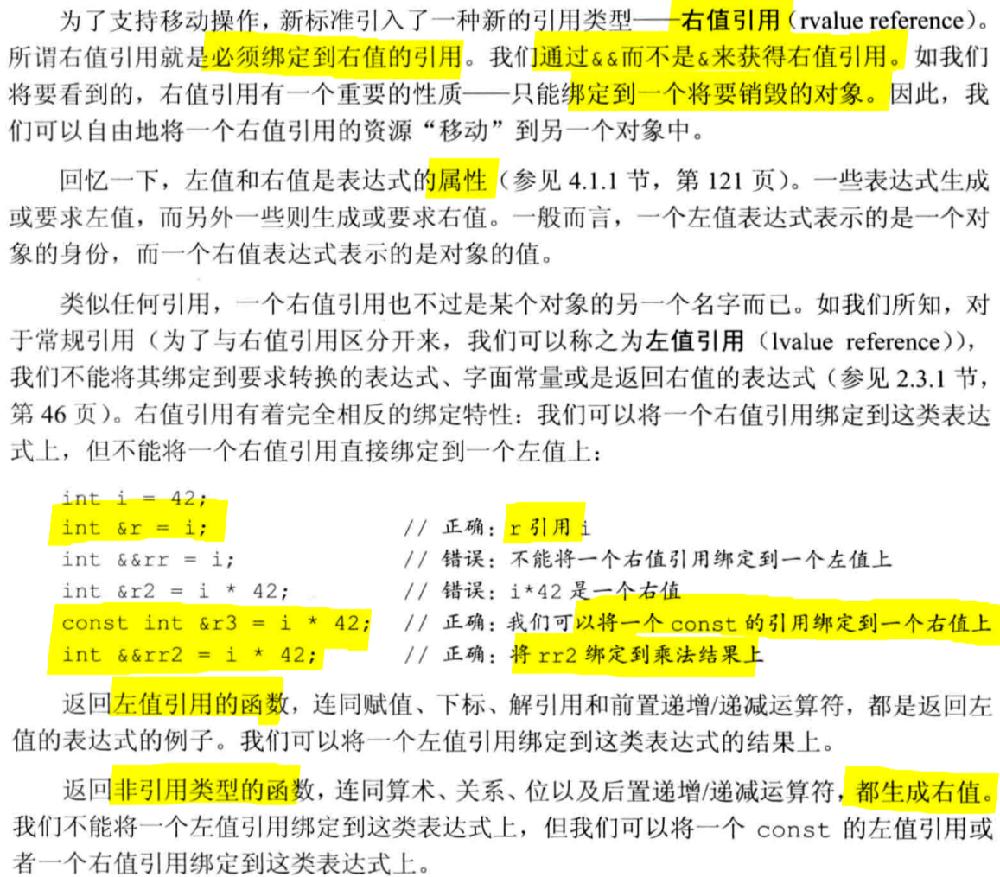 为了支持移动操作，新标准引入了一种新的引用类型——右值引用（rvalue reference）。
所谓右值引用就是必须绑定到右值的引用。我们通过&&而不是&来获得右值引用。如我们
将要看到的，右值引用有一个重要的性质——只能绑定到一个将要销毁的对象。因此，我
们可以自由地将一个右值引用的资源“移动”到另一个对象中。
回忆一下，左值和右值是表达式的属性（参见 4.1.1 节，第 121 页）。一些表达式生成
或要求左值，而另外一些则生成或要求右值。一般而言，一个左值表达式表示的是一个对
象的身份，而一个右值表达式表示的是对象的值。
类似任何引用，一个右值引用也不过是某个对象的另一个名字而已。如我们所知，对
于常规引用（为了与右值引用区分开来，我们可以称之为左值引用（lvalue reference）），
我们不能将其绑定到要求转换的表达式、字面常量或是返回右值的表达式（参见 2.3.1 节，
第 46 页）。右值引用有着完全相反的绑定特性：我们可以将一个右值引用绑定到这类表达
式上，但不能将一个右值引用直接绑定到一个左值上：
int i = 42;
int &r = i; // 正确：r 引用 i
int &&rr = i; // 错误：不能将一个右值引用绑定到一个左值上
int &r2 = i * 42; // 错误：i*42 是一个右值
const int &r3 = i * 42; // 正确：我们可以将一个 const 的引用绑定到一个右值上
int &&rr2 = i * 42; // 正确：将 rr2 绑定到乘法结果上
返回左值引用的函数，连同赋值、下标、解引用和前置递增/递减运算符，都是返回左
值的表达式的例子。我们可以将一个左值引用绑定到这类表达式的结果上。
返回非引用类型的函数，连同算术、关系、位以及后置递增/递减运算符，都生成右值。
我们不能将一个左值引用绑定到这类表达式上，但我们可以将一个 const 的左值引用或
者一个右值引用绑定到这类表达式上。